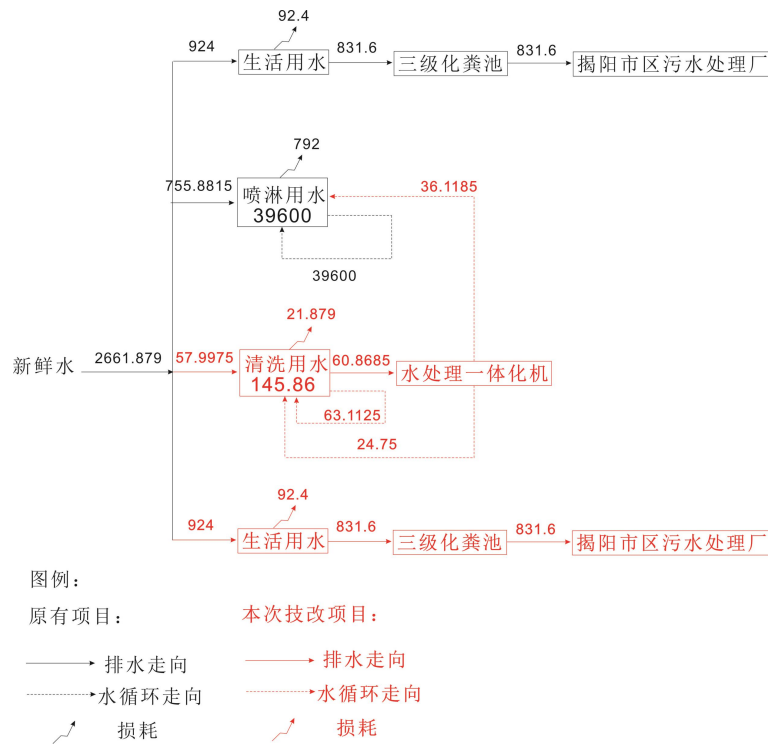 92.4
924
生活用水
831.6
三级化粪池
831.6
揭阳市区污水处理厂
792
755.8815
喷淋用水
39600
36.1185
39600
新鲜水
2661.879
21.879
57.9975
清洗用水
145.86
60.8685
水处理一体化机
63.1125
24.75
92.4
924
生活用水
831.6
三级化粪池
831.6
揭阳市区污水处理厂
图例：
原有项目：
本次技改项目：
排水走向
排水走向
水循环走向
水循环走向
损耗
损耗